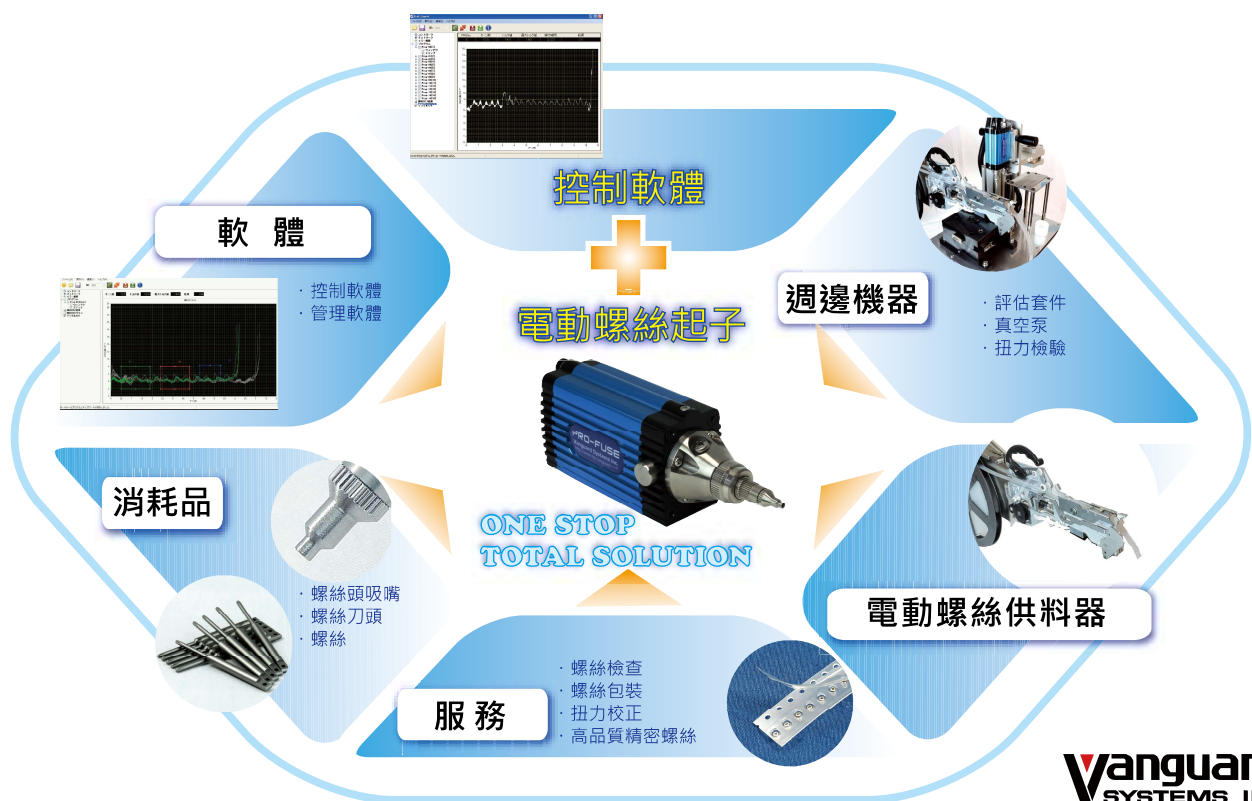 控制軟體
電動螺絲起子
軟 體
· 控制軟體
· 管理軟體
週邊機器
· 評估套件
· 真空泵
· 扭力檢驗
消耗品
· 螺絲頭吸嘴
· 螺絲刀頭
· 螺絲
PRO-FUSE
Vanguard Systems Inc.
ONE STOP
TOTAL SOLUTION
電動螺絲供料器
服務
· 螺絲檢查
· 螺絲包裝
· 扭力校正
· 高品質精密螺絲
Vanguar
SYSTEMS I